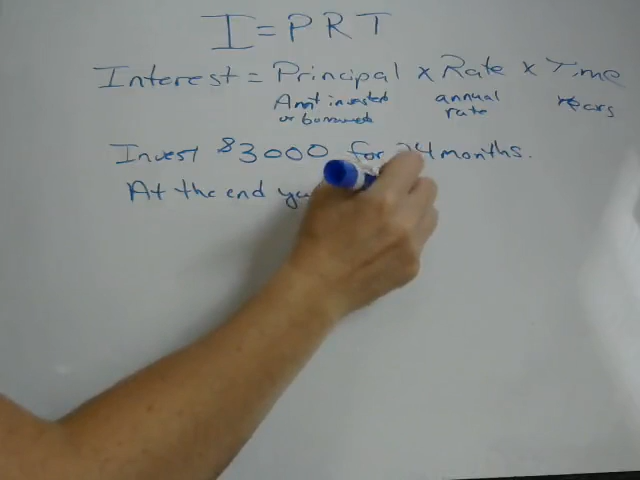 I = PRT
Interest = Principal x Rate x Time
Amt invested annual years
or borrowed rate
Invest $3000 for 24 months.
At the end